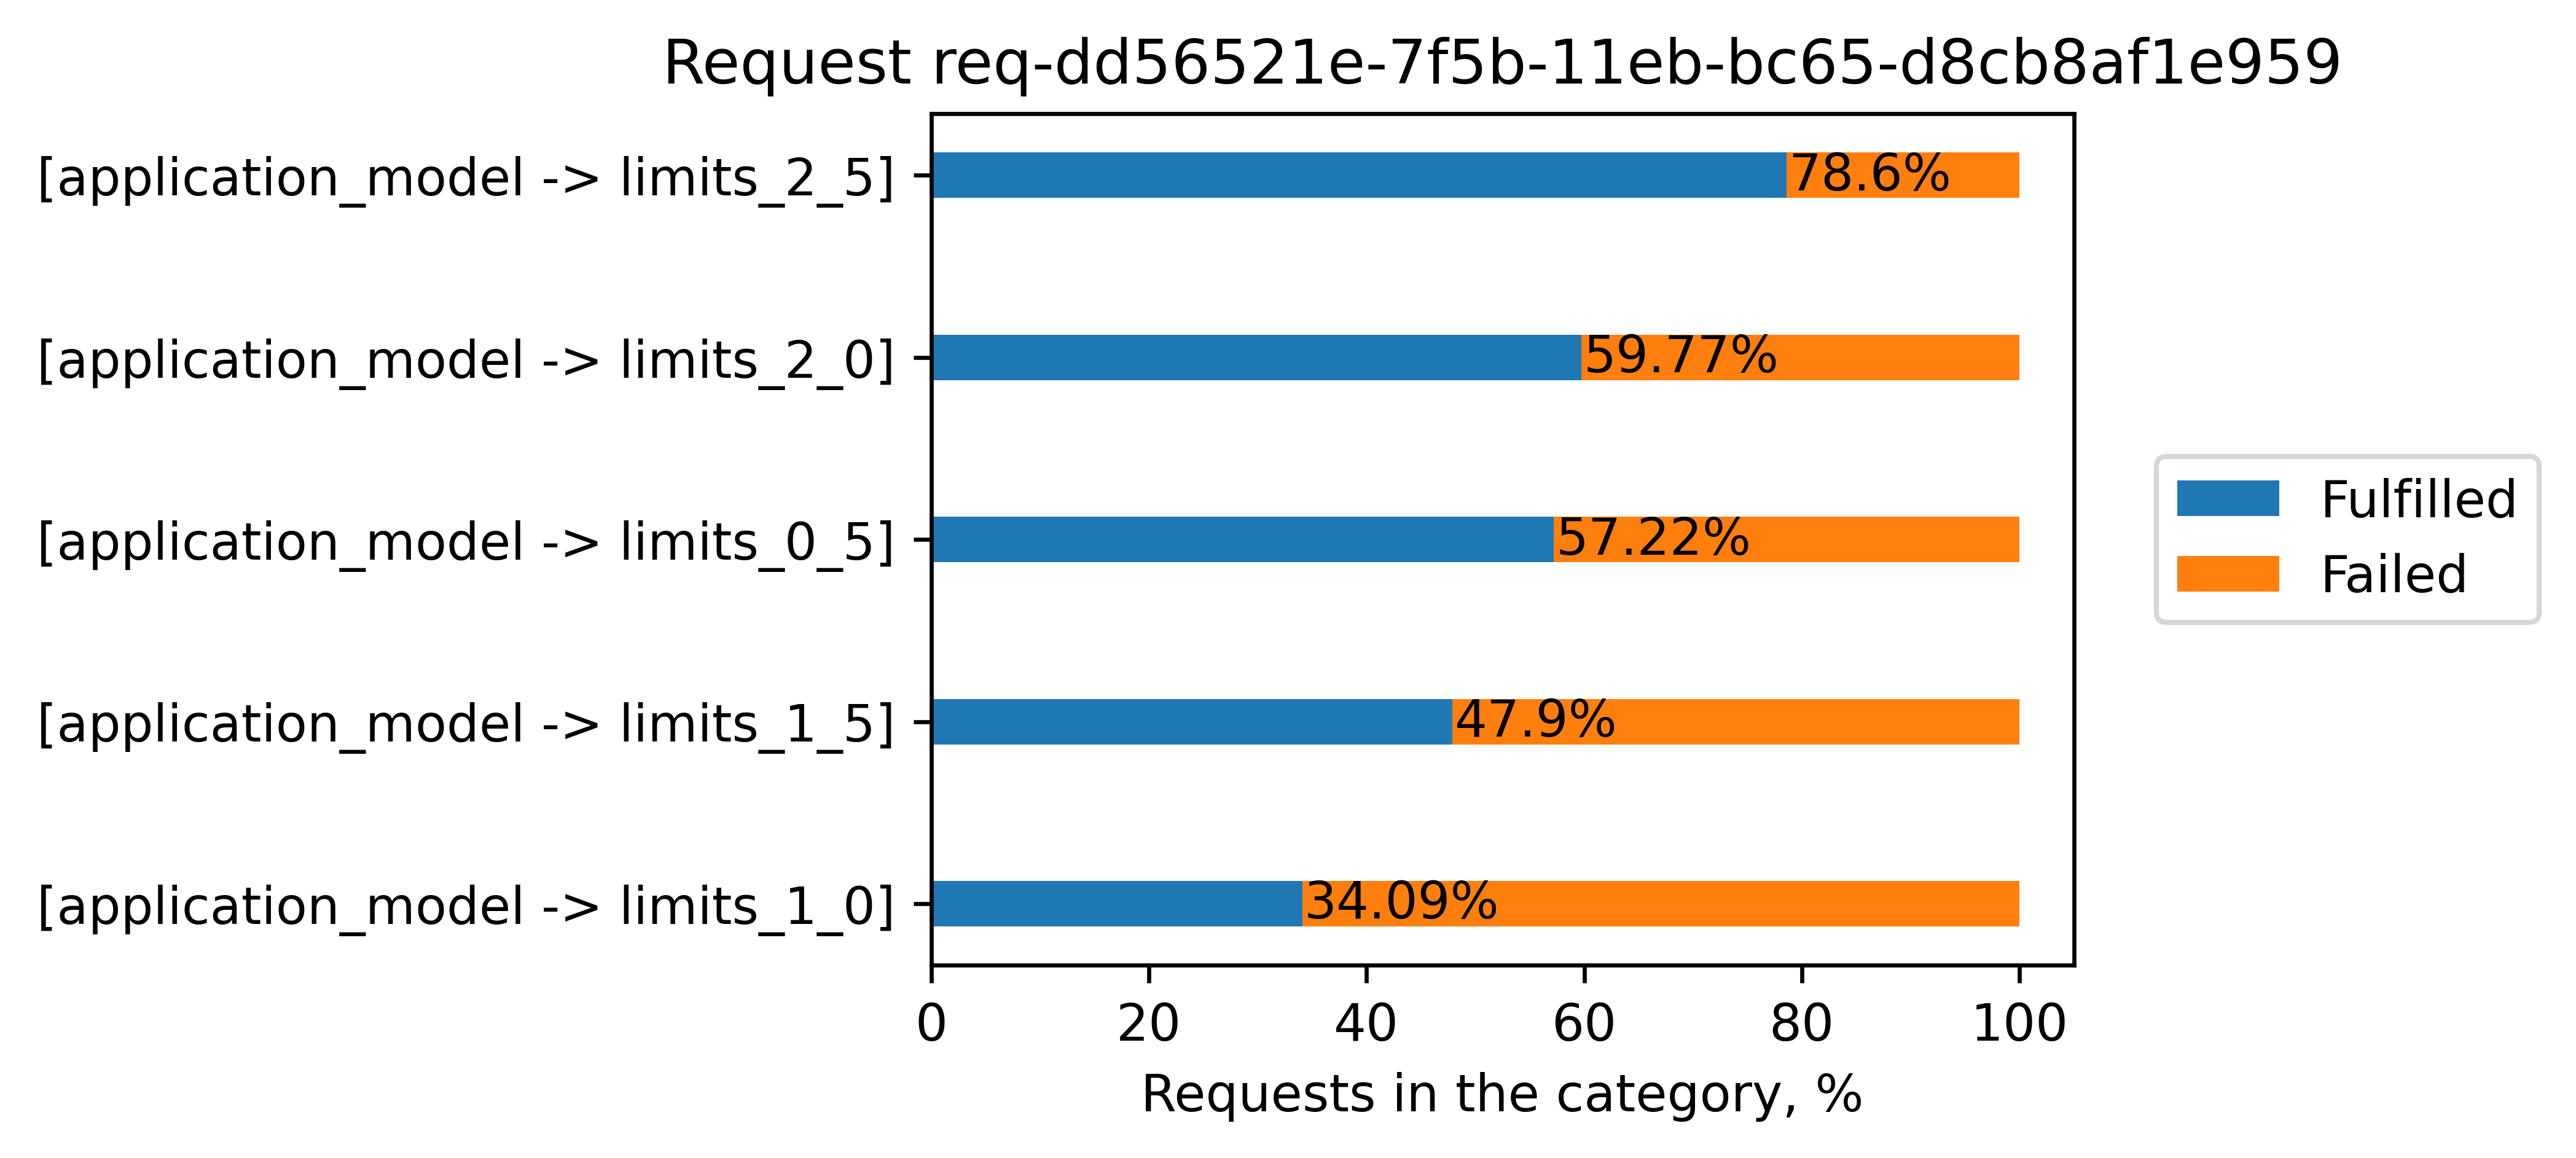 Request req-dd56521e-7f5b-11eb-bc65-d8cb8af1e959
[application_model -> limits_2_5]
78.6%
[application_model -> limits_2_0]
59.77%
[application_model -> limits_0_5]
57.22%
[application_model -> limits_1_5]
47.9%
[application_model -> limits_1_0]
34.09%
0 20 40 60 80 100
Requests in the category, %
Fulfilled
Failed